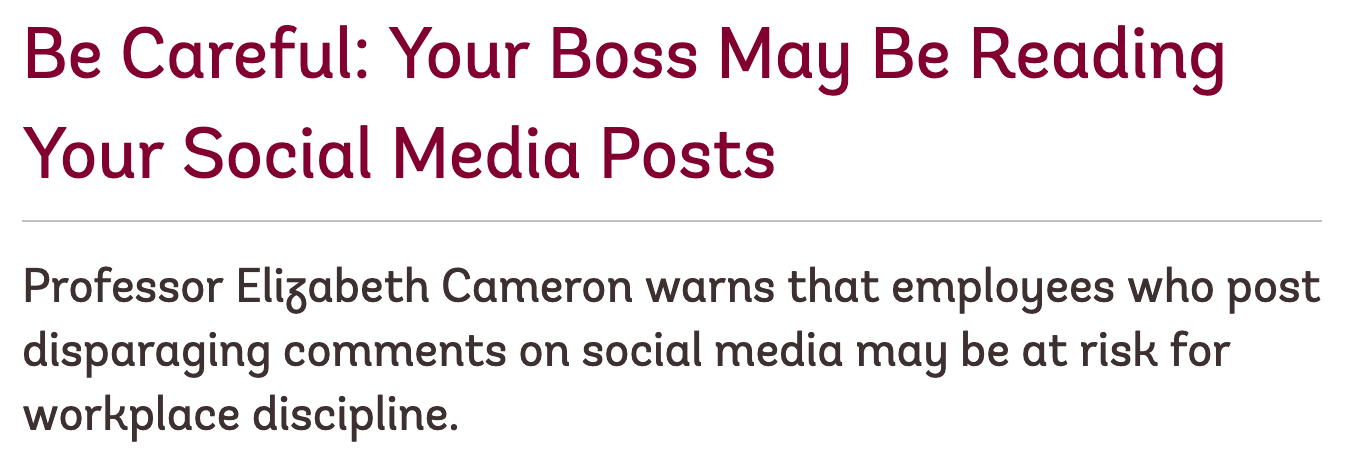 Be Careful: Your Boss May Be Reading
Your Social Media Posts
Professor Elizabeth Cameron warns that employees who post
disparaging comments on social media may be at risk for
workplace discipline.